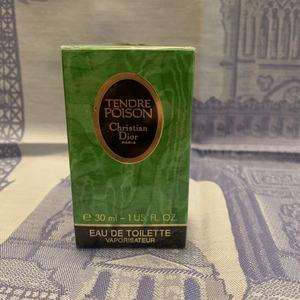 TENDRE
POISON
Christian
Dior
PARIS
℮ 30 ml - 1 US FL. OZ.
EAU DE TOILETTE
VAPORISATEUR